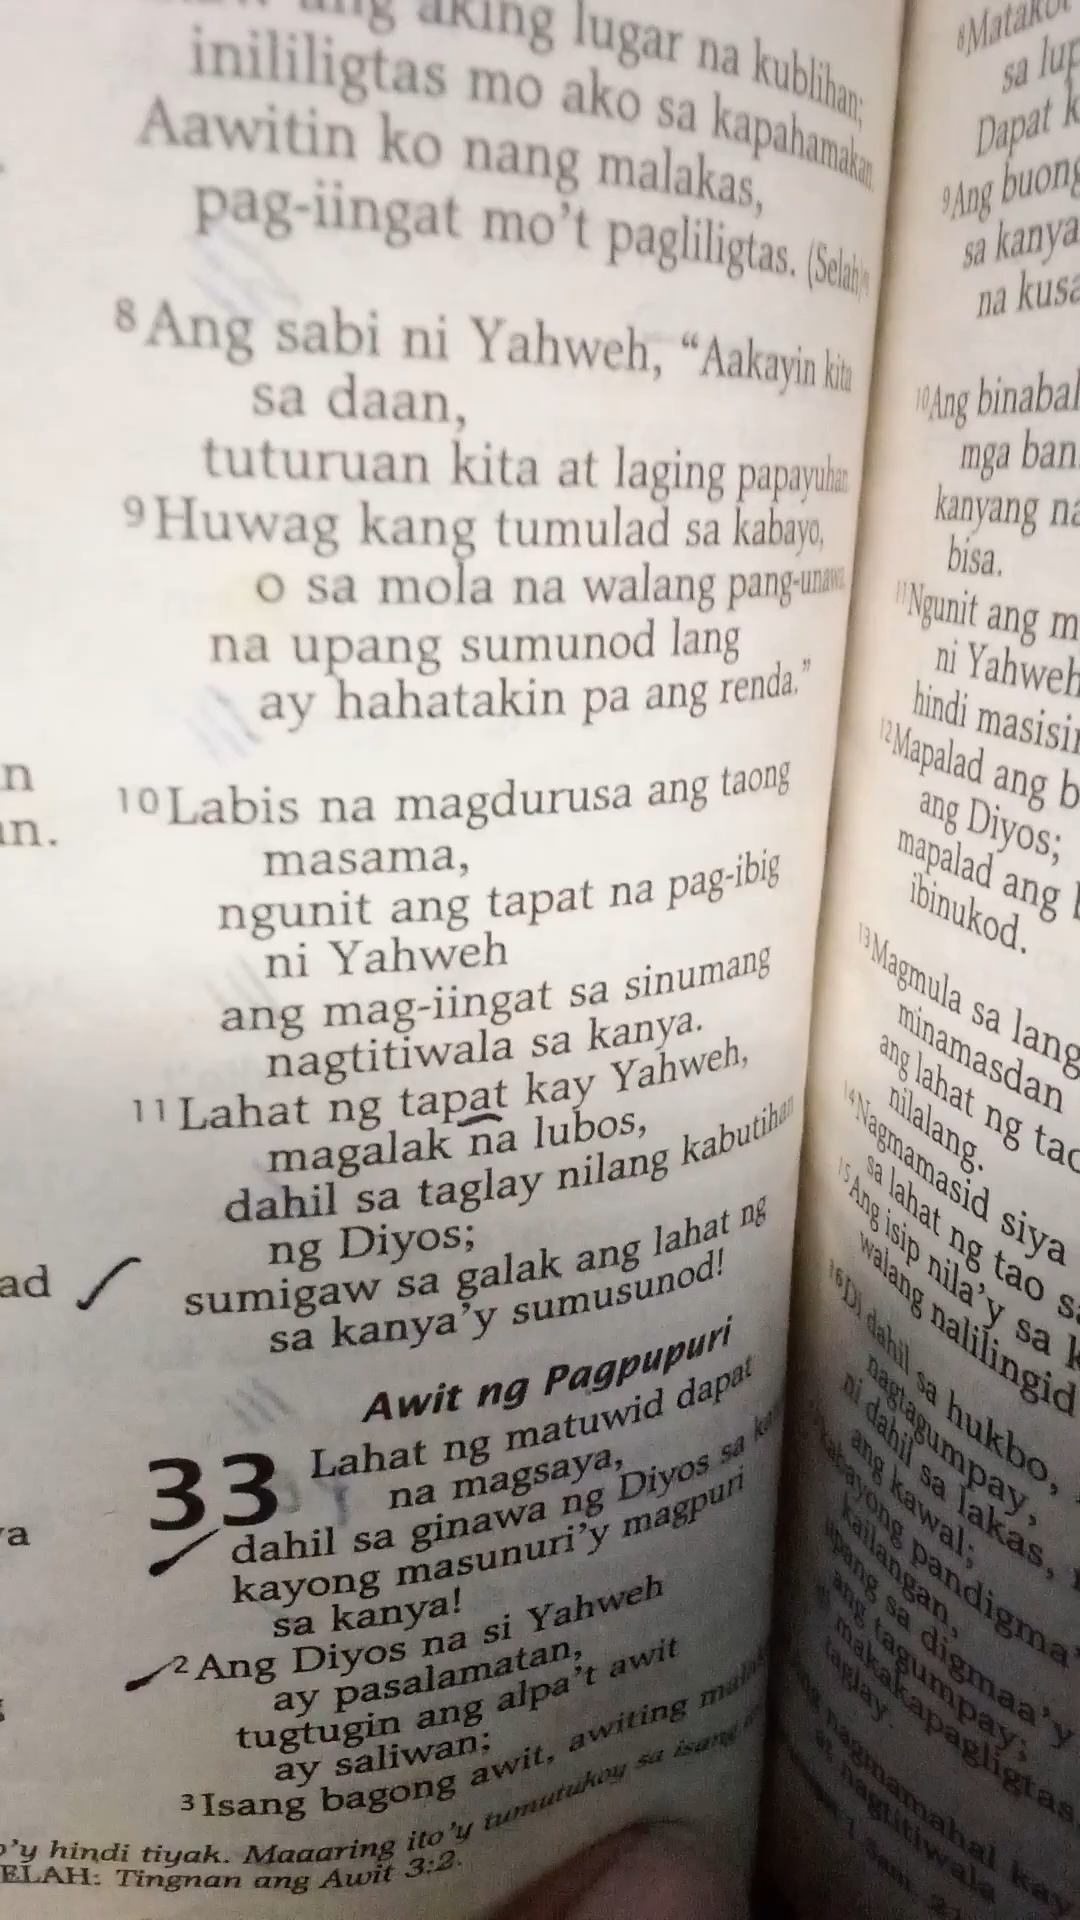 ang aking lugar na kublihan;
inililigtas mo ako sa kapahamakan.
Aawitin ko nang malakas,
pag-iingat mo't pagliligtas. (Selah)
8 Ang sabi ni Yahweh, “Aakayin kita
sa daan,
tuturuan kita at laging papayuhan
9 Huwag kang tumulad sa kabayo,
o sa mola na walang pang-unawa
na upang sumunod lang
ay hahatakin pa ang renda.”
10 Labis na magdurusa ang taong
masama,
ngunit ang tapat na pag-ibig
ni Yahweh
ang mag-iingat sa sinumang
nagtitiwala sa kanya.
11 Lahat ng tapat kay Yahweh,
magalak na lubos,
dahil sa taglay nilang kabutihan
ng Diyos;
sumigaw sa galak ang lahat ng
sa kanya'y sumusunod!
Awit ng Pagpupuri
33 Lahat ng matuwid dapat
na magsaya,
dahil sa ginawa ng Diyos sa
kayong masunuri'y magpuri
sa kanya!
2 Ang Diyos na si Yahweh
ay pasalamatan,
tugtugin ang alpa't awit
ay saliwan;
3 Isang bagong awit, awiting
'y hindi tiyak. Maaaring ito'y tumutukoy sa isang
ELAH: Tingnan ang Awit 3:2.
8 Matakot
sa lup
Dapat k
9 Ang buong
sa kanya
na kusa
10 Ang binabal
mga ban
kanyang na
bisa.
11 Ngunit ang m
ni Yahweh
hindi masisir
12 Mapalad ang b
ang Diyos;
mapalad ang
ibinukod.
13 Magmula sa lang
minamasdan
ang lahat ng tao
nilalang.
14 Nagmamasid siya
sa lahat ng tao sa
15 Ang isip nila'y sa k
walang nalilingid
16 Di dahil sa hukbo,
nagtagumpay,
ni dahil sa lakas,
ang kawal;
kabayong pandigma'
kailangan,
upang sa digmaa'y
ang tagumpay;
makakapagligtas
taglay.
nagmamahal kay
at nagtitiwala